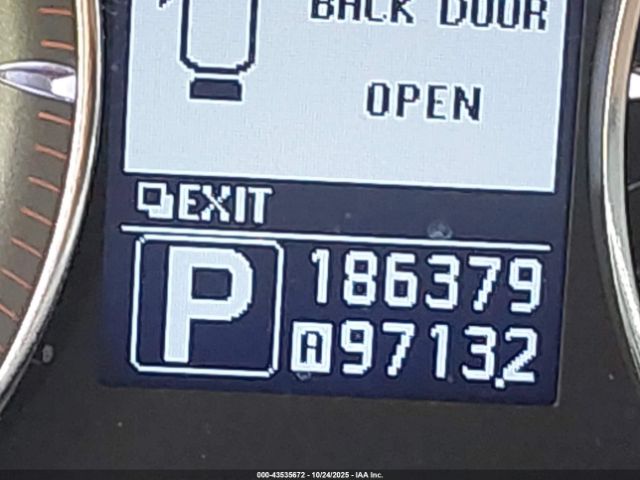 BACK DOOR
OPEN
EXIT
P
186379
A 9713.2
000-43535672 - 10/24/2025 - IAA Inc.